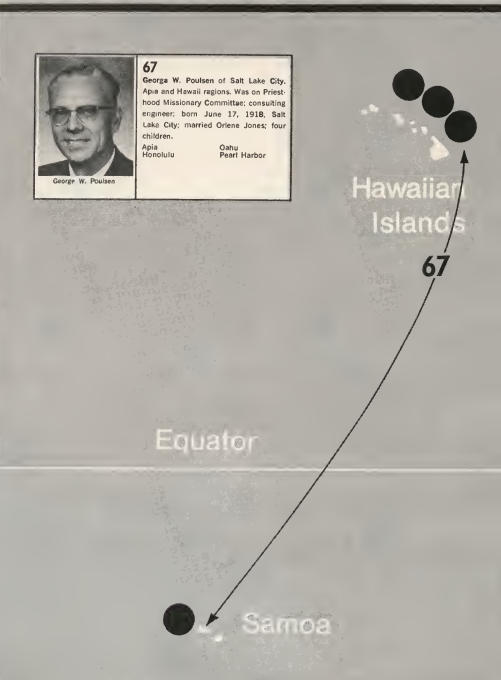 67
George W. Poulsen of Salt Lake City.
Apia and Hawaii regions. Was on Priest-
hood Missionary Committee; consulting
engineer; born June 17, 1918, Salt
Lake City; married Orlene Jones; four
children.
Apia Oahu
Honolulu Pearl Harbor
George W. Poulsen
Hawaiian
Islands
67
Equator
Samoa